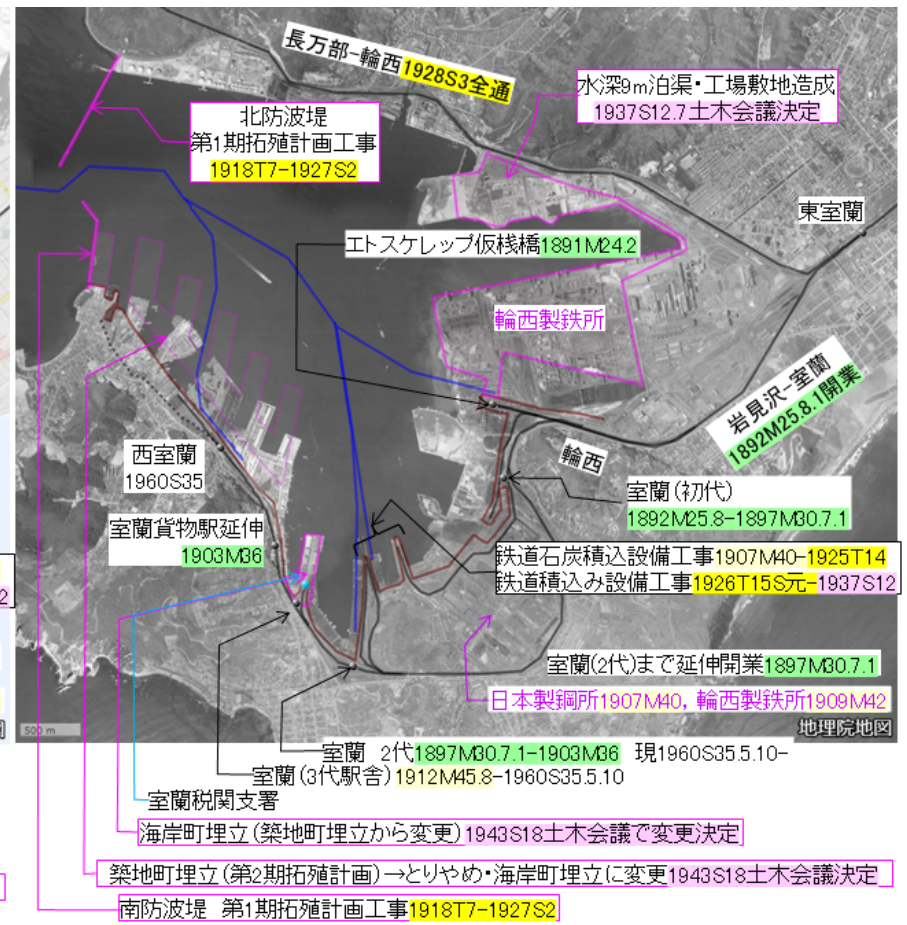 長万部-輪西1928S3全通
水深9m泊渠・工場敷地造成
1937S12.7土木会議決定
北防波堤
第1期拓殖計画工事
1918T7-1927S2
東室蘭
エトスケレップ仮桟橋1891M24.2
輪西製鉄所
岩見沢-室蘭
1892M25.8.1開業
輪西
西室蘭
1960S35
室蘭(初代)
1892M25.8-1897M30.7.1
室蘭貨物駅延伸
1903M36
鉄道石炭積込設備工事1907M40-1925T14
鉄道積込み設備工事1926T15S元-1937S12
2
室蘭(2代)まで延伸開業1897M30.7.1
日本製鋼所1907M40, 輪西製鉄所1909M42
500 m
地理院地図
図
室蘭 2代1897M30.7.1-1903M36 現1960S35.5.10-
室蘭(3代駅舎)1912M45.8-1960S35.5.10
室蘭税関支署
海岸町埋立(築地町埋立から変更)1943S18土木会議で変更決定
築地町埋立(第2期拓殖計画)→とりやめ・海岸町埋立に変更1943S18土木会議決定
南防波堤 第1期拓殖計画工事1918T7-1927S2